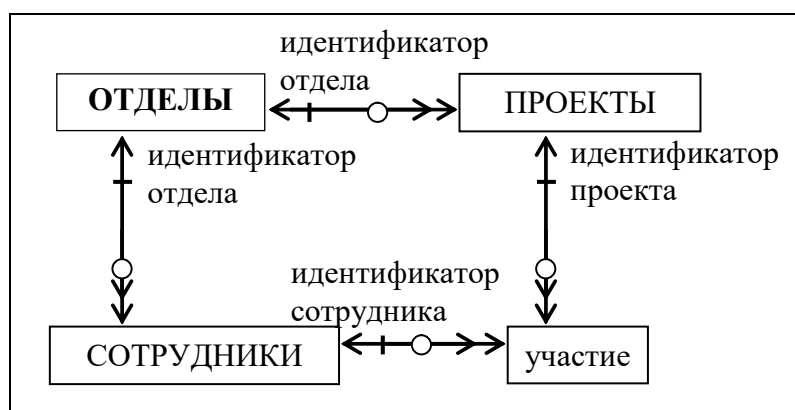 идентификатор
отдела
ОТДЕЛЫ
ПРОЕКТЫ
идентификатор
отдела
идентификатор
проекта
идентификатор
сотрудника
СОТРУДНИКИ
участие